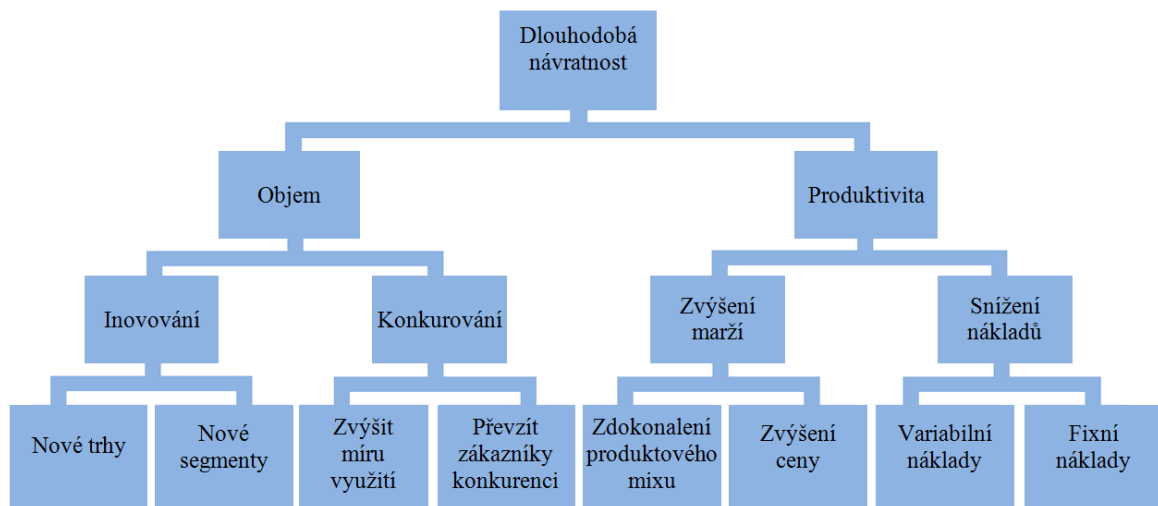 Dlouhodobá
návratnost
Objem
Produktivita
Inovování
Konkurování
Zvýšení
marží
Snížení
nákladů
Nové trhy
Nové
segmenty
Zvýšit
míru
využití
Převzít
zákazníky
konkurenci
Zdokonalení
produktového
mixu
Zvýšení
ceny
Variabilní
náklady
Fixní
náklady